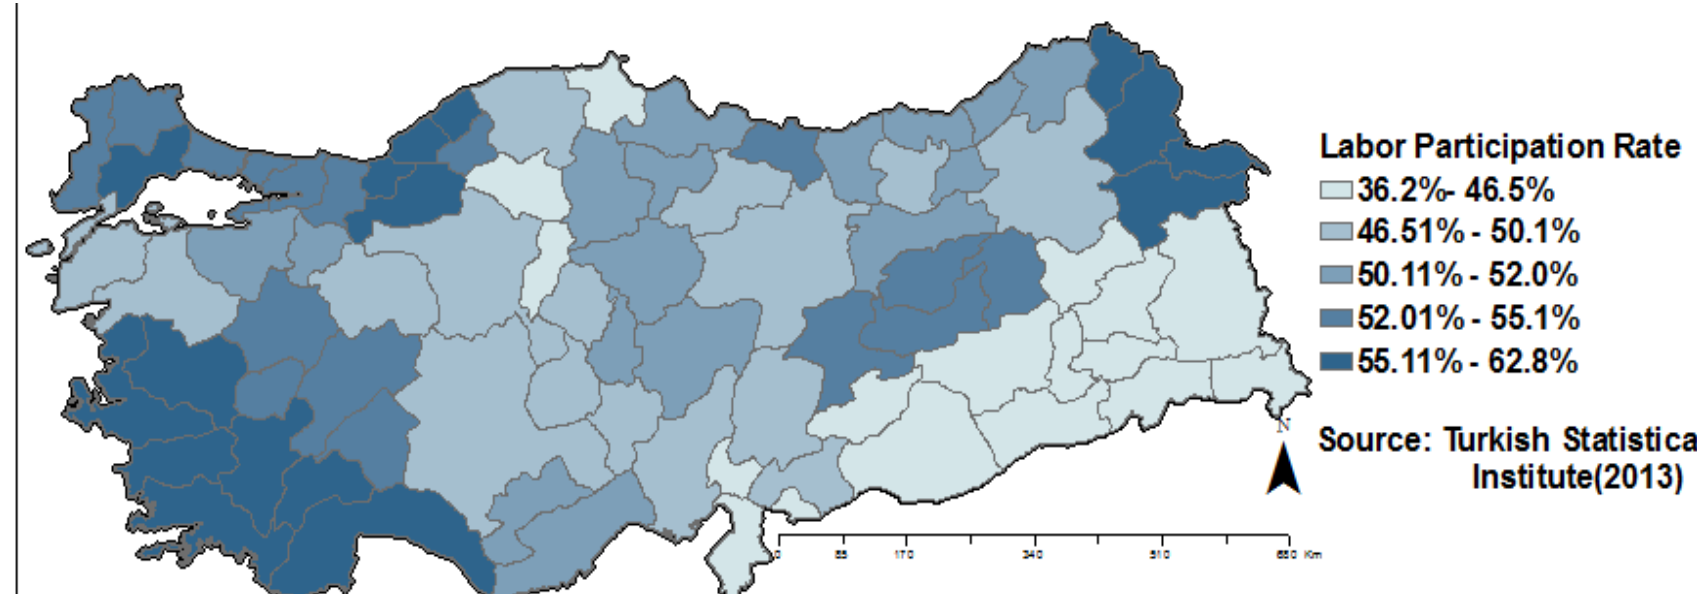 Labor Participation Rate
36.2%- 46.5%
46.51% - 50.1%
50.11% - 52.0%
52.01% - 55.1%
55.11% - 62.8%
N
Source: Turkish Statistica
Institute(2013)
0 85 170 340 510 680 Km